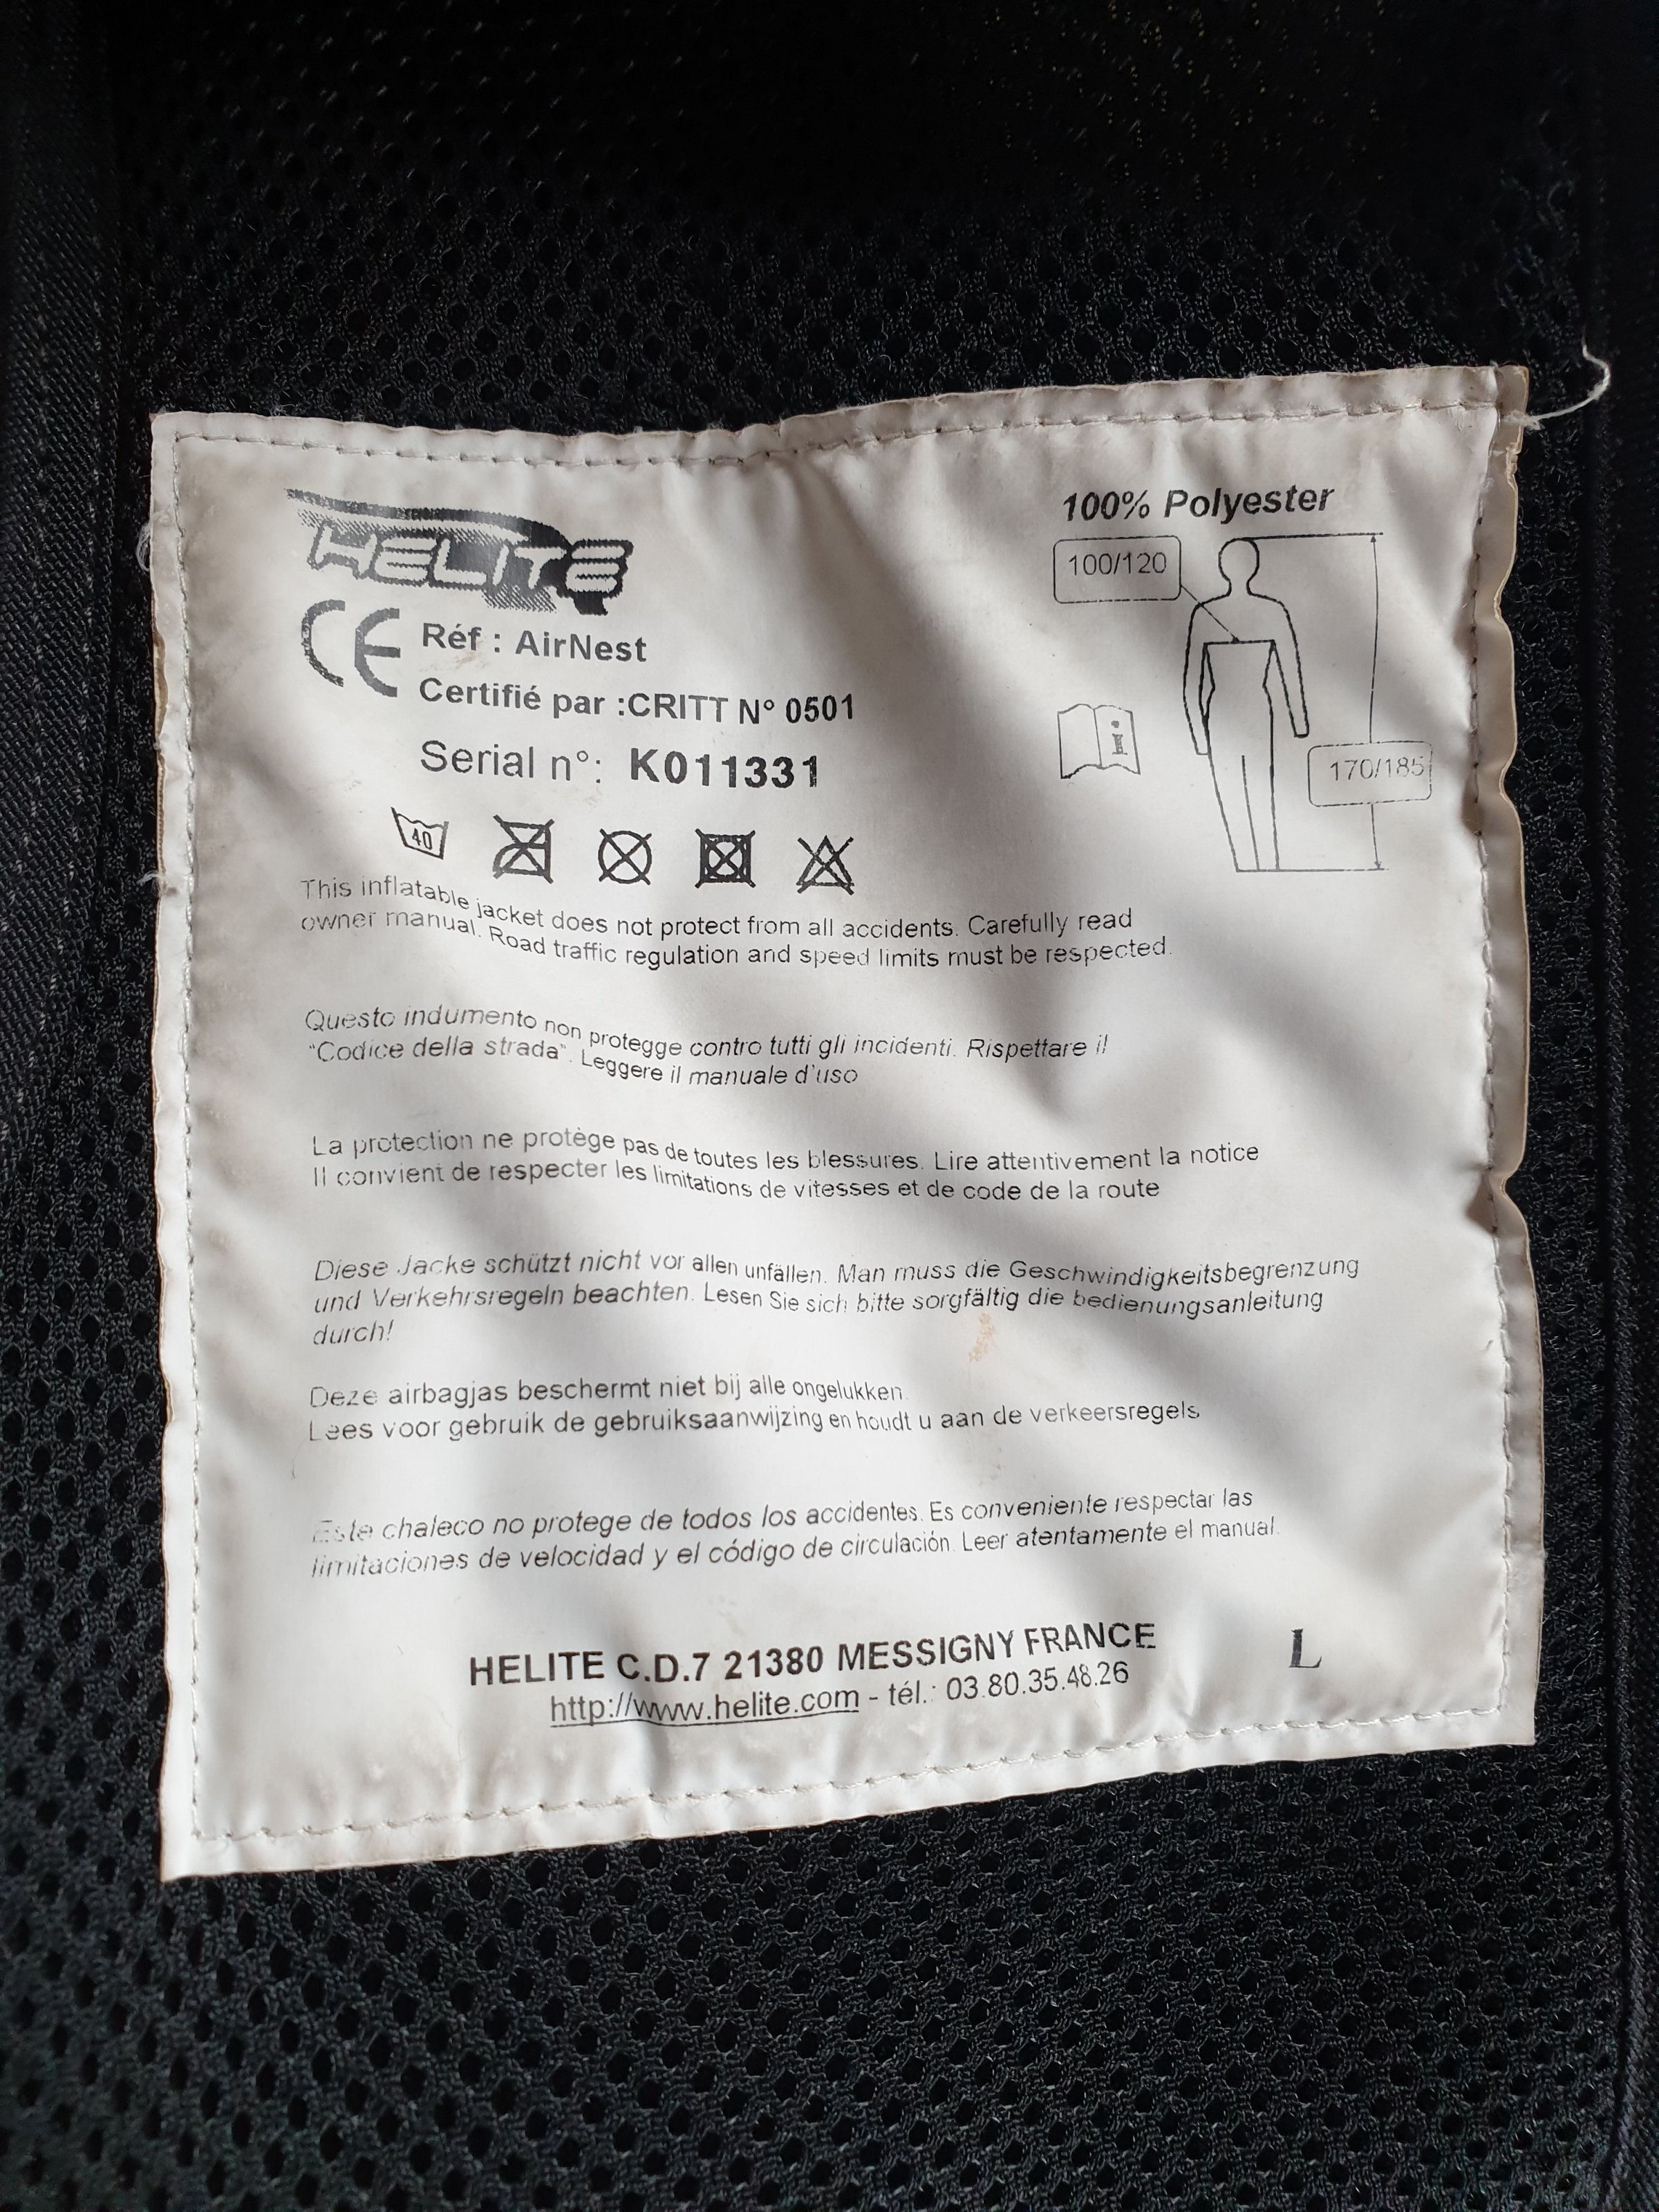 HELITE
CE
Réf : AirNest
Certifié par :CRITT N° 0501
Serial n°: K011331
100% Polyester
100/120
170/185
i
40
This inflatable jacket does not protect from all accidents. Carefully read
owner manual. Road traffic regulation and speed limits must be respected.
Questo indumento non protegge contro tutti gli incidenti. Rispettare il
"Codice della strada". Leggere il manuale d'uso
La protection ne protège pas de toutes les blessures. Lire attentivement la notice
Il convient de respecter les limitations de vitesses et de code de la route
Diese Jacke schützt nicht vor allen unfällen. Man muss die Geschwindigkeitsbegrenzung
und Verkehrsregeln beachten. Lesen Sie sich bitte sorgfältig die bedienungsanleitung
durch!
Deze airbagjas beschermt niet bij alle ongelukken.
Lees voor gebruik de gebruiksaanwijzing en houdt u aan de verkeersregels
Este chaleco no protege de todos los accidentes. Es conveniente respectar las
limitaciones de velocidad y el código de circulación. Leer atentamente el manual.
HELITE C.D.7 21380 MESSIGNY FRANCE
http://www.helite.com - tél.: 03.80.35.48.26
L